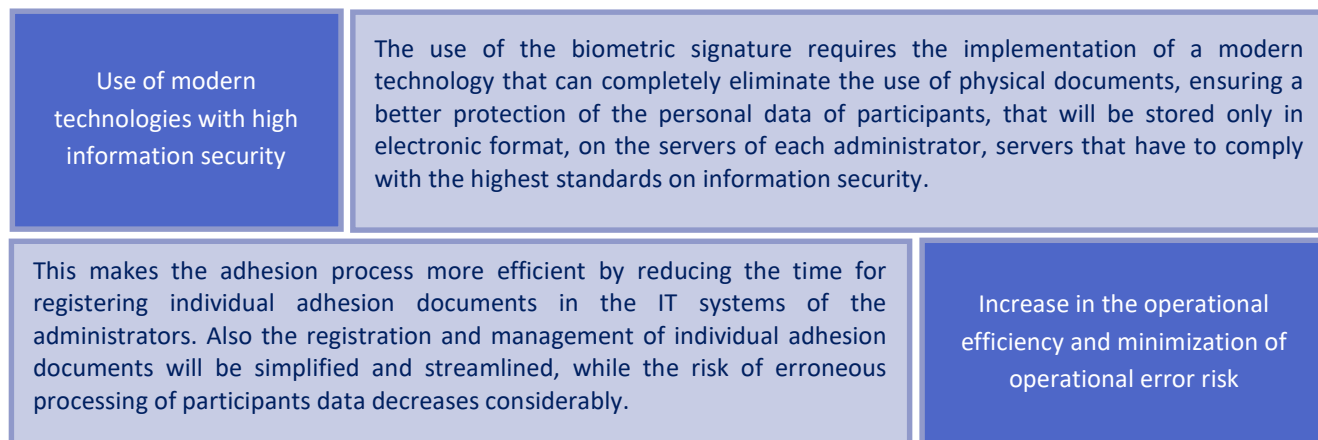 Use of modern
technologies with high
information security
The use of the biometric signature requires the implementation of a modern
technology that can completely eliminate the use of physical documents, ensuring a
better protection of the personal data of participants, that will be stored only in
electronic format, on the servers of each administrator, servers that have to comply
with the highest standards on information security.
This makes the adhesion process more efficient by reducing the time for
registering individual adhesion documents in the IT systems of the
administrators. Also the registration and management of individual adhesion
documents will be simplified and streamlined, while the risk of erroneous
processing of participants data decreases considerably.
Increase in the operational
efficiency and minimization of
operational error risk